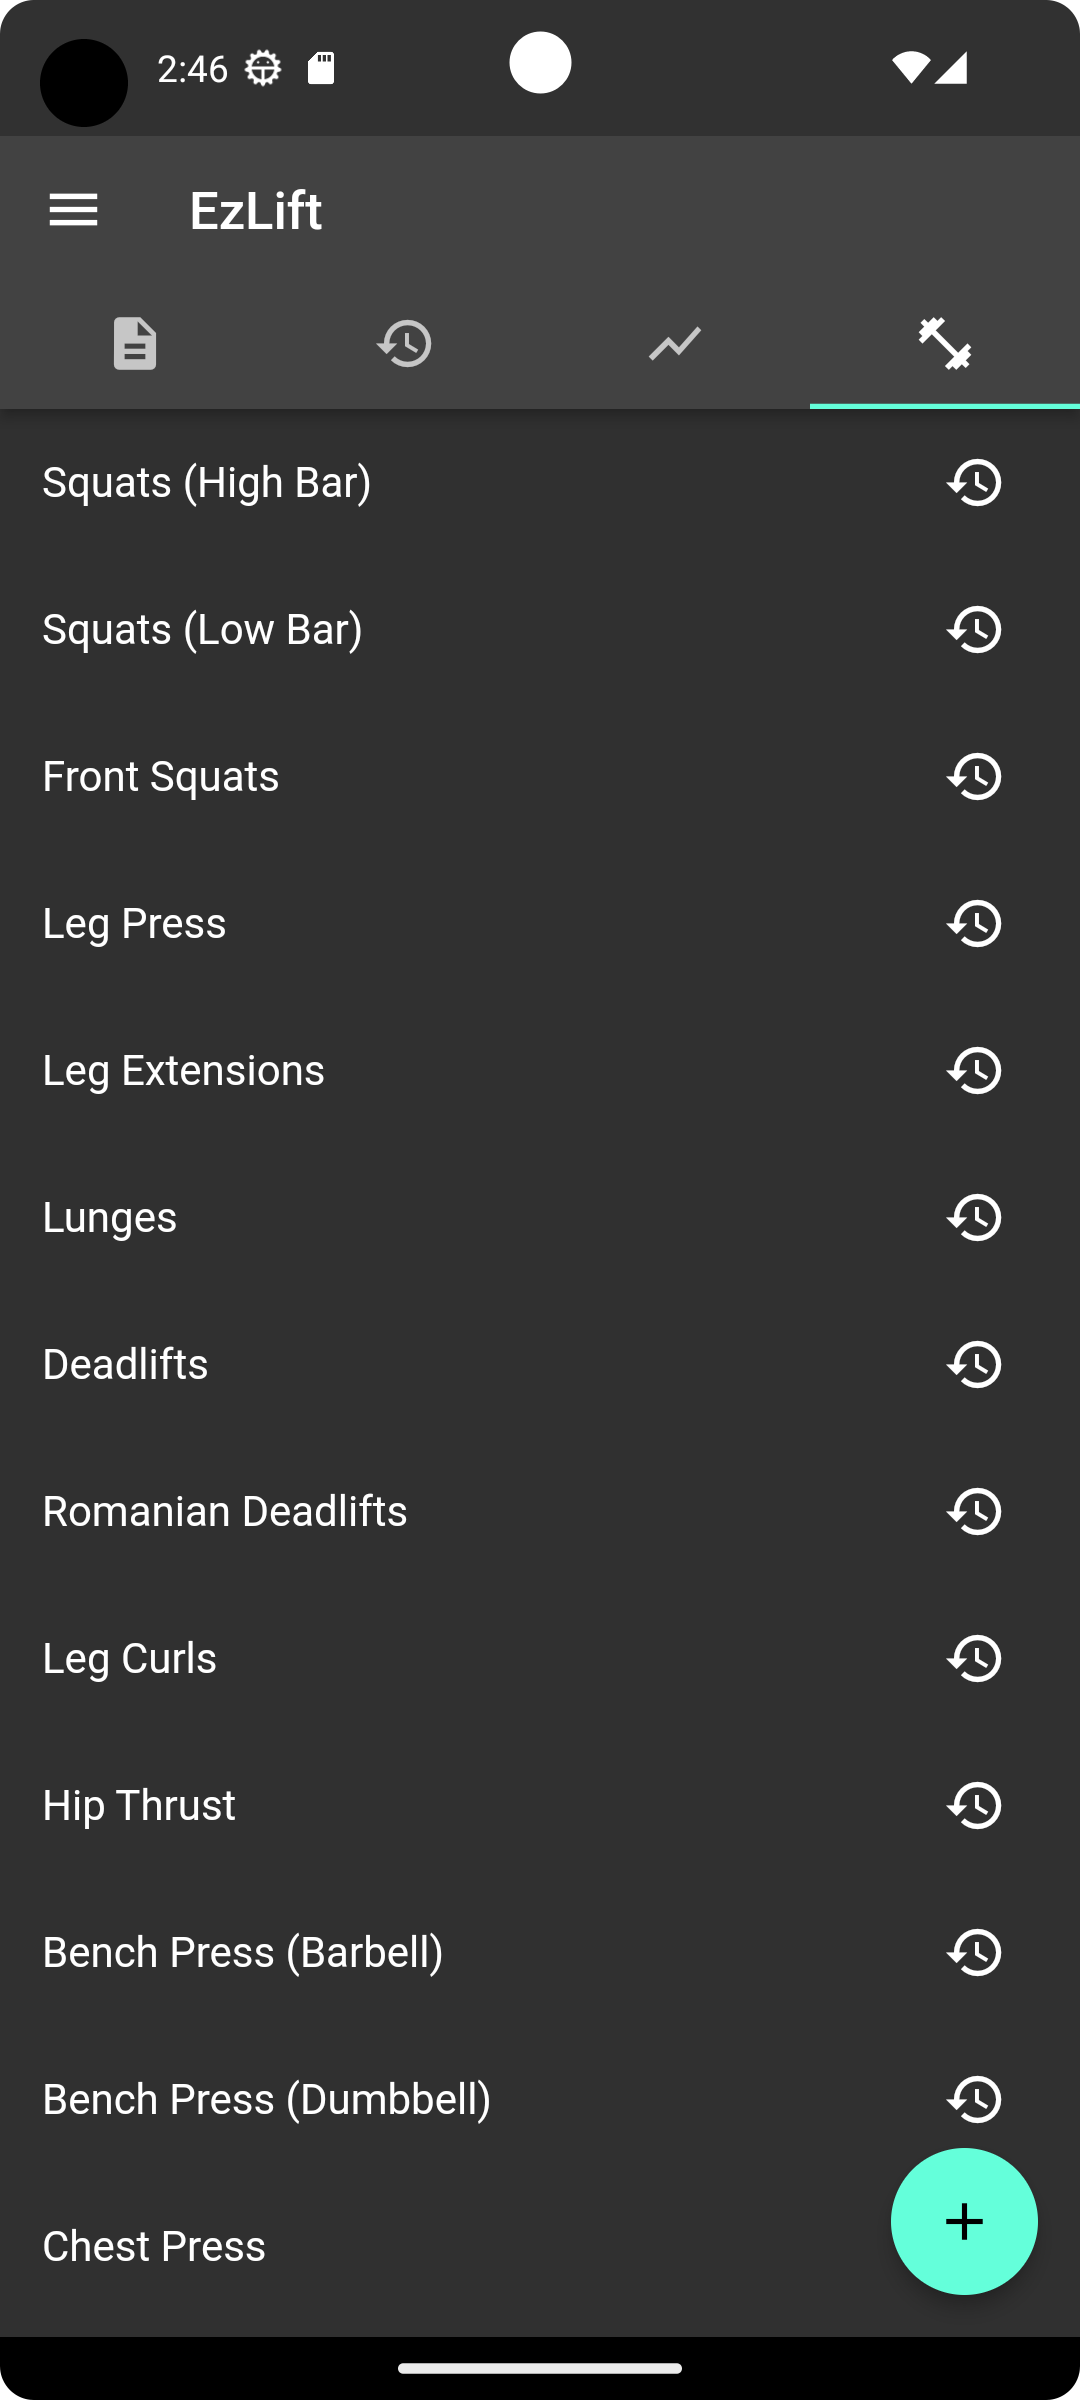 2:46
EzLift
Squats (High Bar)
Squats (Low Bar)
Front Squats
Leg Press
Leg Extensions
Lunges
Deadlifts
Romanian Deadlifts
Leg Curls
Hip Thrust
Bench Press (Barbell)
Bench Press (Dumbbell)
Chest Press